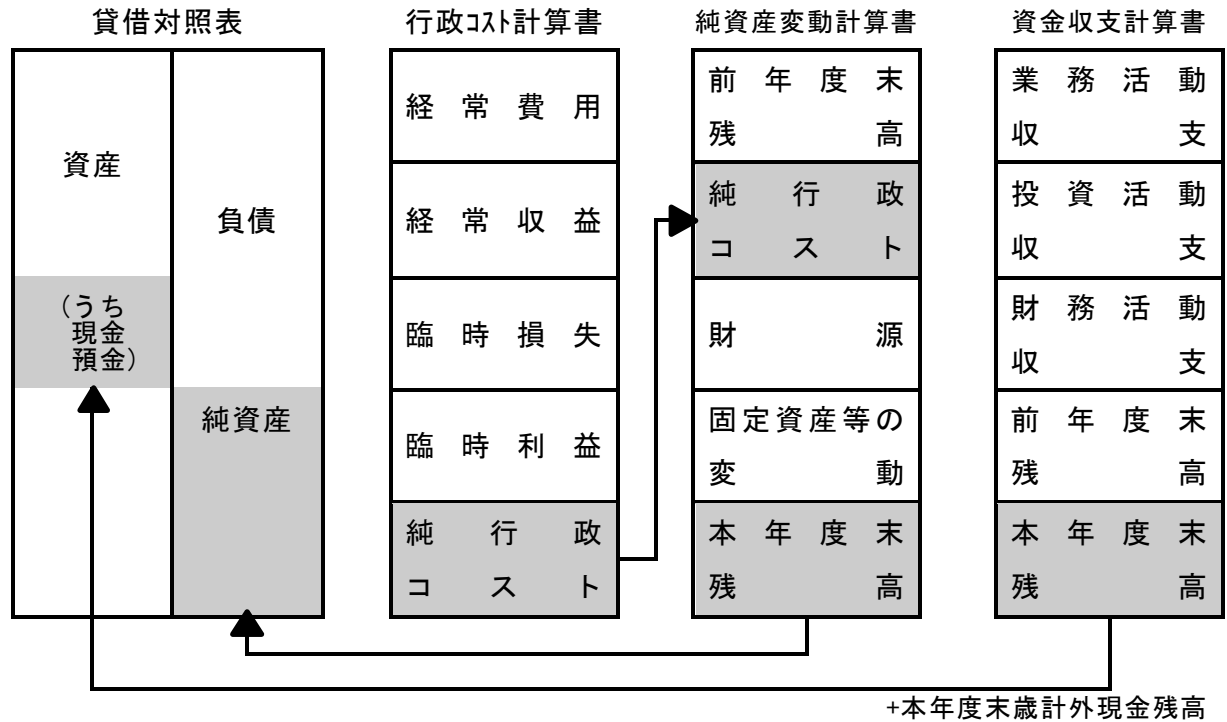 貸借対照表
資産
(うち
現金
預金)
負債
純資産
行政コスト計算書
経常費用
経常収益
臨時損失
臨時利益
純行政
コスト
純資産変動計算書
前年度末
残高
純行政
コスト
財源
固定資産等の
変動
本年度末
残高
資金収支計算書
業務活動
収支
投資活動
収支
財務活動
収支
前年度末
残高
本年度末
残高
+本年度末歳計外現金残高